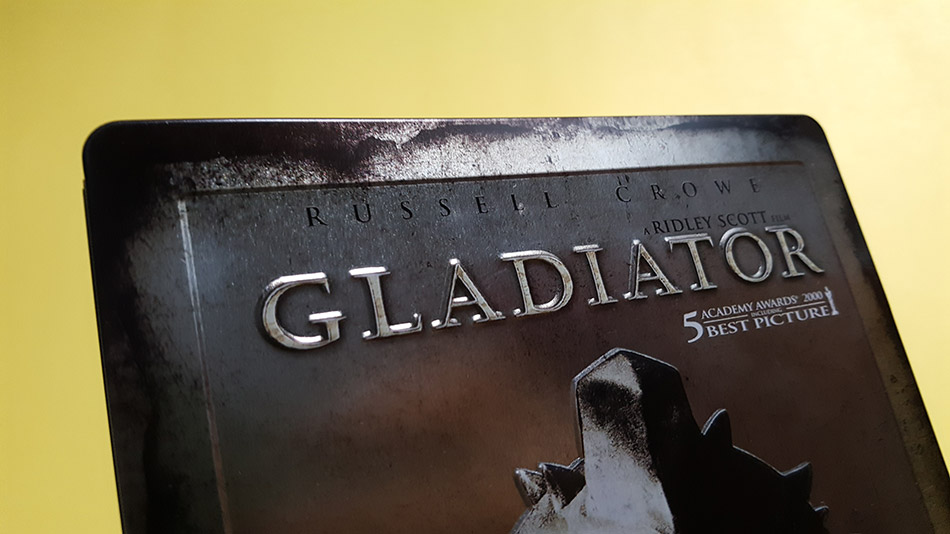 RUSSELL CROWE
A RIDLEY SCOTT FILM
GLADIATOR
5 ACADEMY AWARDS® 2000
INCLUDING
BEST PICTURE